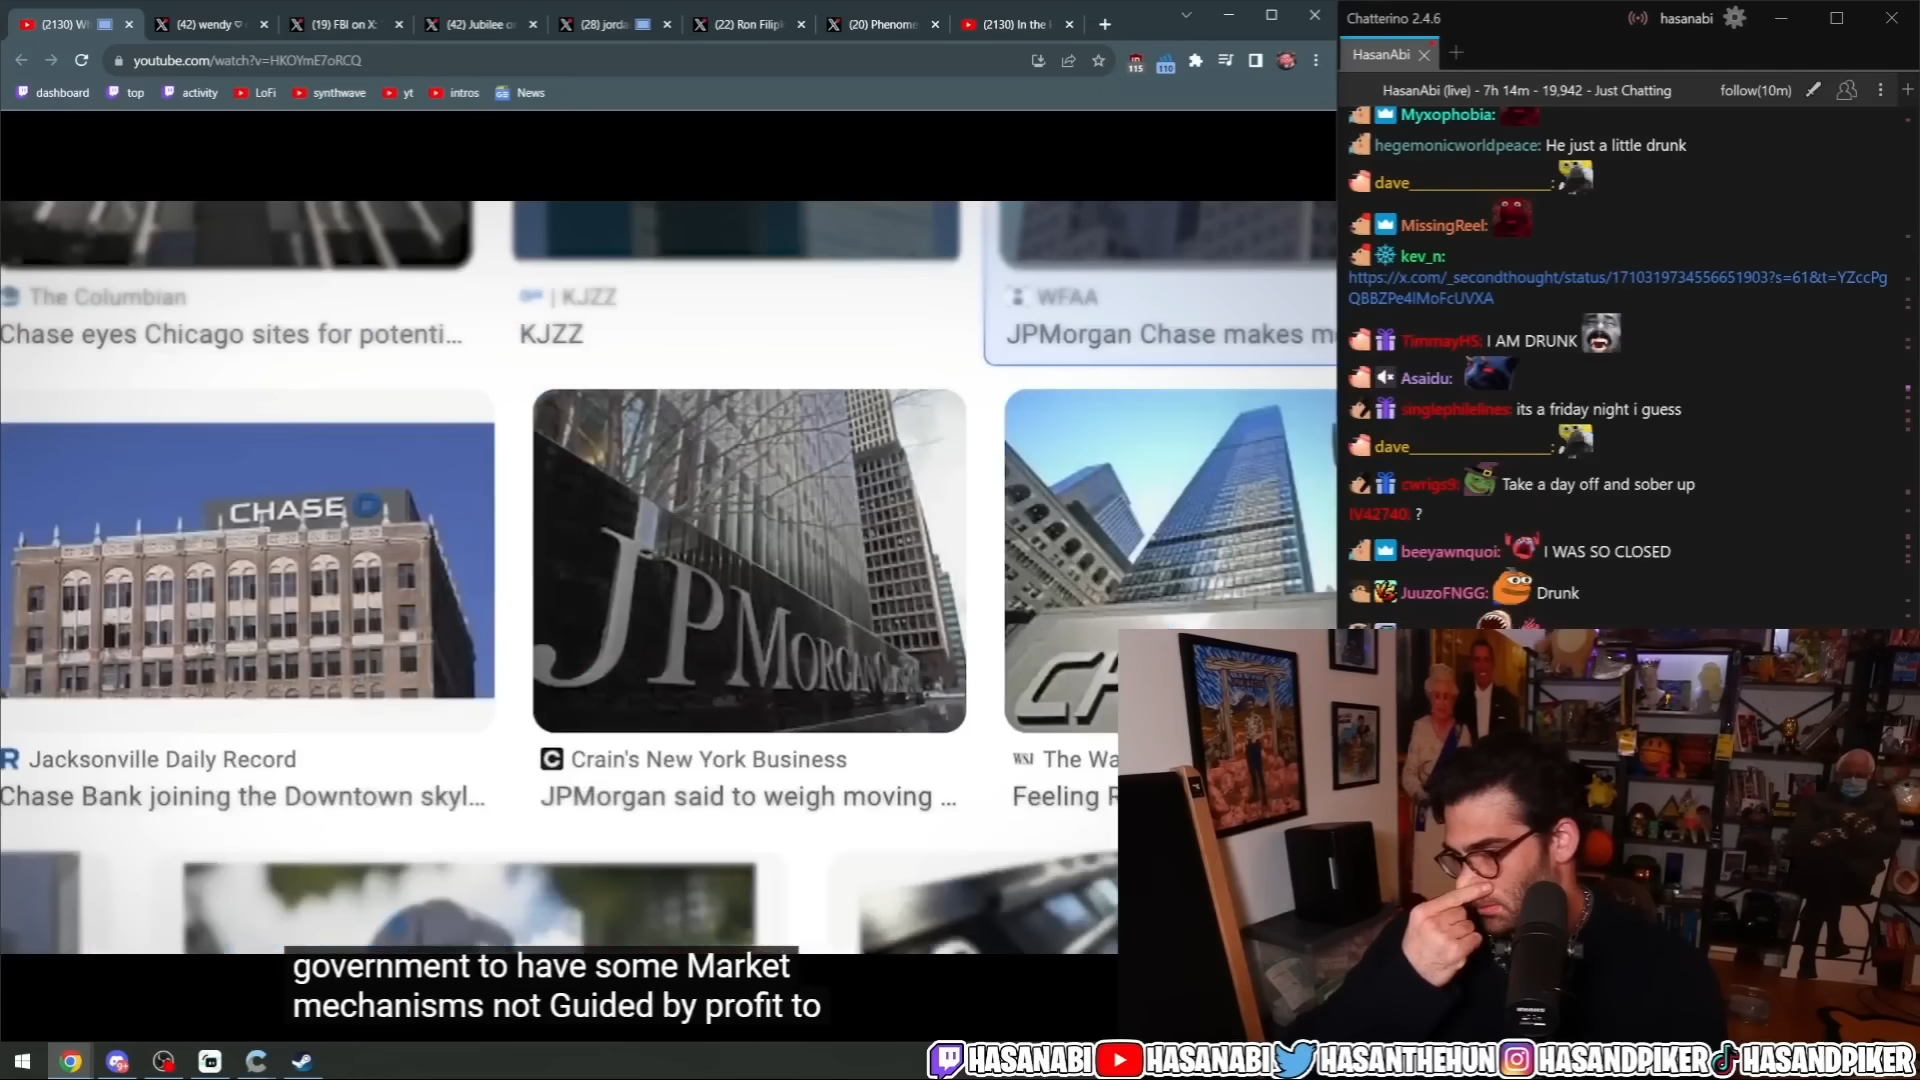 (2130) W
(42) wendy ♡
(19) FBI on X:
(42) Jubilee o
(28) jorda
(22) Ron Filip
(20) Phenome
(2130) In the
youtube.com/watch?v=HKOYmE7oRCQ
115
110
dashboard
top
activity
LoFi
synthwave
yt
intros
News
The Columbian
Chase eyes Chicago sites for potenti...
| KJZZ
KJZZ
WFAA
JPMorgan Chase makes m
CHASE
JPMORGAN
CH
Jacksonville Daily Record
Chase Bank joining the Downtown skyl...
Crain's New York Business
JPMorgan said to weigh moving ...
WSJ The Wa
Feeling R
government to have some Market
mechanisms not Guided by profit to
Chatterino 2.4.6
hasanabi
HasanAbi
HasanAbi (live) - 7h 14m - 19,942 - Just Chatting
follow(10m)
Myxophobia:
hegemonicworldpeace: He just a little drunk
dave________________:
MissingReel:
kev_n:
https://x.com/_secondthought/status/1710319734556651903?s=61&t=YZccPg
QBBZPe4lMoFcUVXA
TimmayHS: I AM DRUNK
Asaidu:
singlephilelines: its a friday night i guess
dave________________:
cwrigs9: Take a day off and sober up
IV42740: ?
beeyawnquoi: I WAS SO CLOSED
JuuzoFNGG: Drunk
HASANABI
HASANABI
HASANTHEHUN
HASANDPIKER
HASANDPIKER